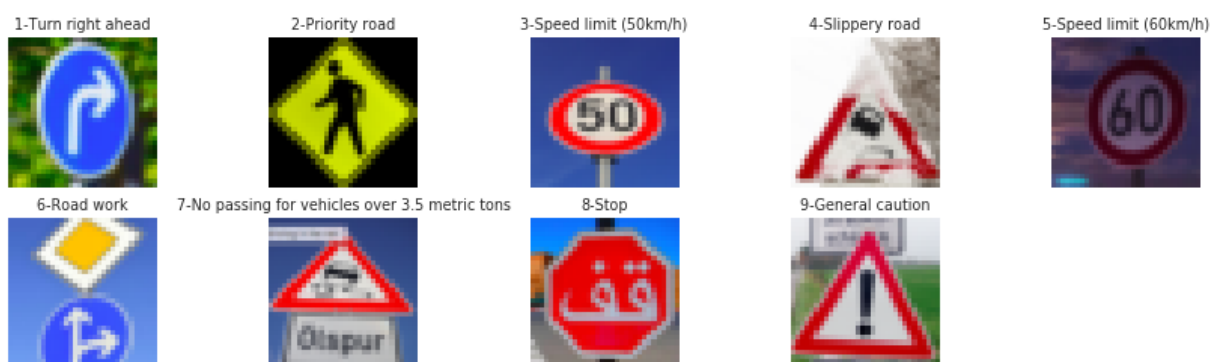 1-Turn right ahead
2-Priority road
3-Speed limit (50km/h)
4-Slippery road
5-Speed limit (60km/h)
50
60
6-Road work
7-No passing for vehicles over 3.5 metric tons
8-Stop
9-General caution
قف
Ölspur